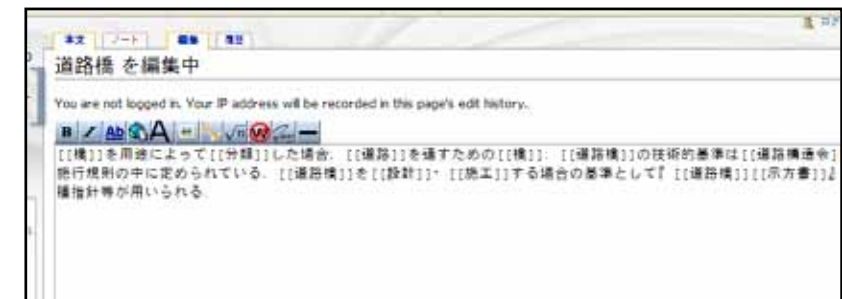 本文 ノート 編集 履歴
道路橋 を編集中
You are not logged in. Your IP address will be recorded in this page's edit history.
[[橋]]を用途によって[[分類]]した場合, [[道路]]を通すための[[橋]]. [[道路橋]]の技術的基準は[[道路構造令]]
施行規則の中に定められている. [[道路橋]]を[[設計]]・[[施工]]する場合の基準として『[[道路橋]][[示方書]]』
種指針等が用いられる.